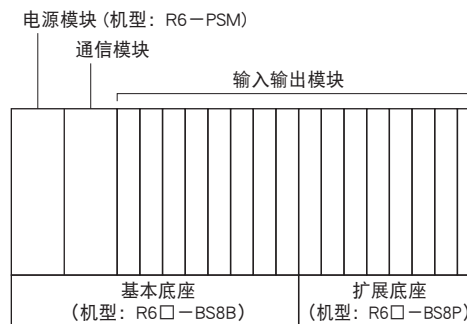 电源模块(机型：R6－PSM)
通信模块
输入输出模块
基本底座
(机型：R6□－BS8B)
扩展底座
(机型：R6□－BS8P)